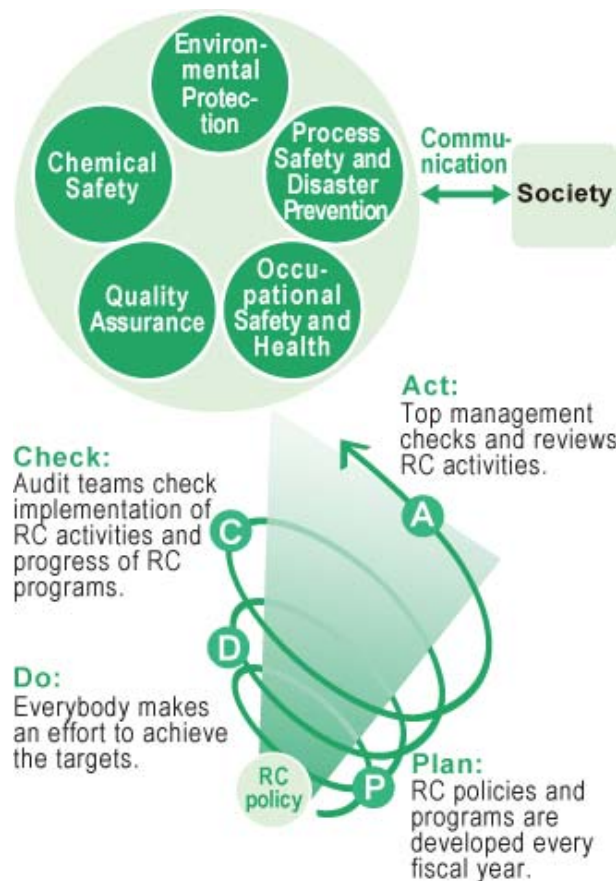 Environ-
mental
Protec-
tion
Chemical
Safety
Process
Safety and
Disaster
Prevention
Quality
Assurance
Occu-
pational
Safety and
Health
Commu-
nication
Society
Act:
Top management
checks and reviews
RC activities.
Check:
Audit teams check
implementation of
RC activities and
progress of RC
programs.
A
C
D
Do:
Everybody makes
an effort to achieve
the targets.
RC
policy
P
Plan:
RC policies and
programs are
developed every
fiscal year.